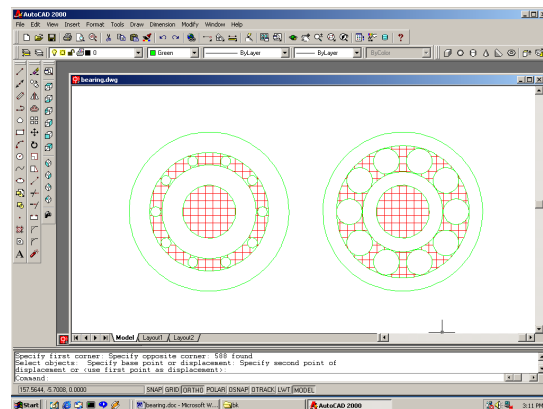 AutoCAD 2000
File Edit View Insert Format Tools Draw Dimension Modify Window Help
0 Green ByLayer ByLayer ByColor
bearing.dwg
Model Layout1 Layout2
Specify first corner: Specify opposite corner: 588 found
Select objects: Specify base point or displacement: Specify second point of
displacement or <use first point as displacement>:
Command:
157.5644, -5.7008, 0.0000 SNAP GRID ORTHO POLAR OSNAP OTRACK LWT MODEL
Start bearing.doc - Microsoft W... bk AutoCAD 2000 3:11 PM